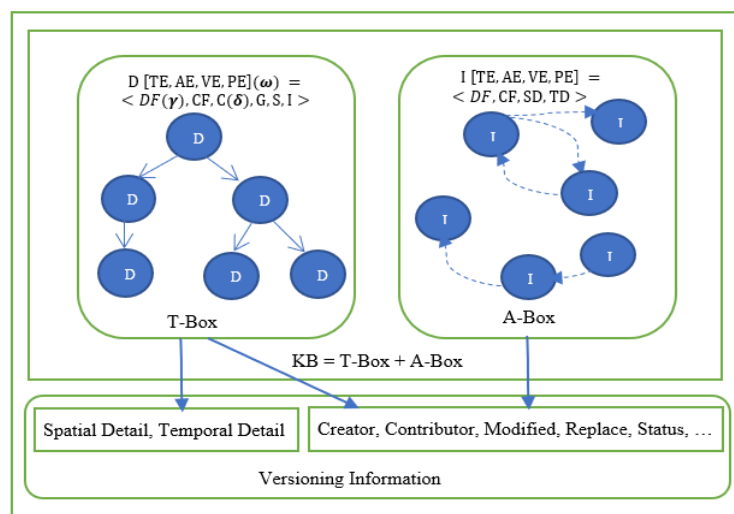 D [TE, AE, VE, PE](ω) =
< DF(γ), CF, C(δ), G, S, I >
D
D
D
D
D
D
T-Box
I [TE, AE, VE, PE] =
< DF, CF, SD, TD >
I
I
I
I
I
I
A-Box
KB = T-Box + A-Box
Spatial Detail, Temporal Detail
Creator, Contributor, Modified, Replace, Status, …
Versioning Information